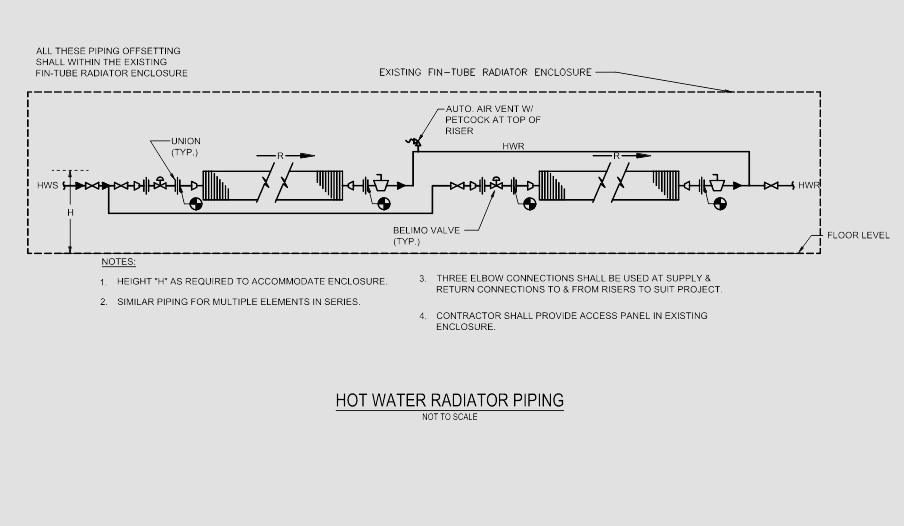 ALL THESE PIPING OFFSETTING
SHALL WITHIN THE EXISTING
FIN-TUBE RADIATOR ENCLOSURE
EXISTING FIN-TUBE RADIATOR ENCLOSURE
AUTO. AIR VENT W/
PETCOCK AT TOP OF
RISER
UNION
(TYP.)
HWR
R
R
HWS
HWR
H
BELIMO VALVE
(TYP.)
FLOOR LEVEL
NOTES:
1. HEIGHT "H" AS REQUIRED TO ACCOMMODATE ENCLOSURE.
2. SIMILAR PIPING FOR MULTIPLE ELEMENTS IN SERIES.
3. THREE ELBOW CONNECTIONS SHALL BE USED AT SUPPLY &
RETURN CONNECTIONS TO & FROM RISERS TO SUIT PROJECT.
4. CONTRACTOR SHALL PROVIDE ACCESS PANEL IN EXISTING
ENCLOSURE.
HOT WATER RADIATOR PIPING
NOT TO SCALE